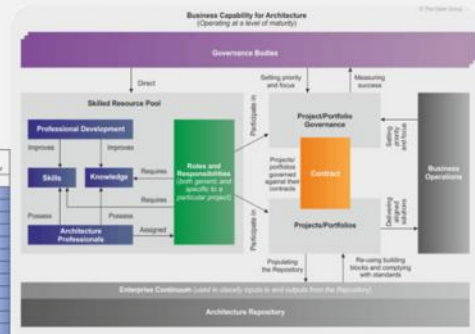 © The Open Group
Business Capability for Architecture
(Operating at a level of maturity)
Governance Bodies
Direct
Setting priority
and focus
Measuring
success
Skilled Resource Pool
Professional Development
Improves
Improves
Skills
Knowledge
Requires
Requires
Possess
Possess
Architecture
Professionals
Assigned
Roles and
Responsibilities
(both generic and
specific to a
particular project)
Participate in
Participate in
Project/Portfolio
Governance
Projects/
portfolios
governed
against their
contracts
Contract
Projects/Portfolios
Setting
priority
and focus
Delivering
aligned
solutions
Business
Operations
Populating
the Repository
Re-using building
blocks and complying
with standards
Enterprise Continuum (used to classify inputs to and outputs from the Repository)
Architecture Repository